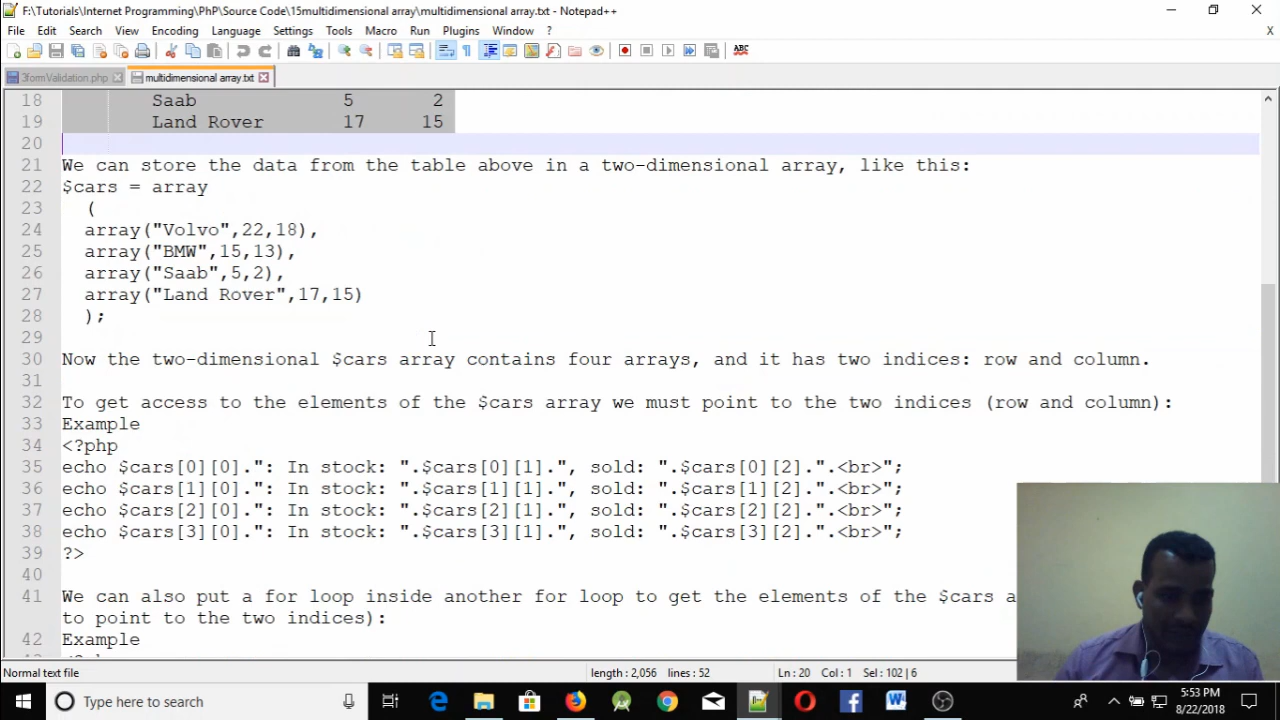 F:\Tutorials\Internet Programming\PhP\Source Code\15multidimensional array\multidimensional array.txt - Notepad++
File Edit Search View Encoding Language Settings Tools Macro Run Plugins Window ? X
3formValidation.php multidimensional array.txt
18 Saab 5 2
19 Land Rover 17 15
20
21 We can store the data from the table above in a two-dimensional array, like this:
22 $cars = array
23 (
24 array("Volvo",22,18),
25 array("BMW",15,13),
26 array("Saab",5,2),
27 array("Land Rover",17,15)
28 );
29
30 Now the two-dimensional $cars array contains four arrays, and it has two indices: row and column.
31
32 To get access to the elements of the $cars array we must point to the two indices (row and column):
33 Example
34 <?php
35 echo $cars[0][0].": In stock: ".$cars[0][1].", sold: ".$cars[0][2].".<br>";
36 echo $cars[1][0].": In stock: ".$cars[1][1].", sold: ".$cars[1][2].".<br>";
37 echo $cars[2][0].": In stock: ".$cars[2][1].", sold: ".$cars[2][2].".<br>";
38 echo $cars[3][0].": In stock: ".$cars[3][1].", sold: ".$cars[3][2].".<br>";
39 ?>
40
41 We can also put a for loop inside another for loop to get the elements of the $cars a
to point to the two indices):
42 Example
Normal text file length : 2,056 lines : 52 Ln : 20 Col : 1 Sel : 102 | 6
Type here to search 5:53 PM
8/22/2018